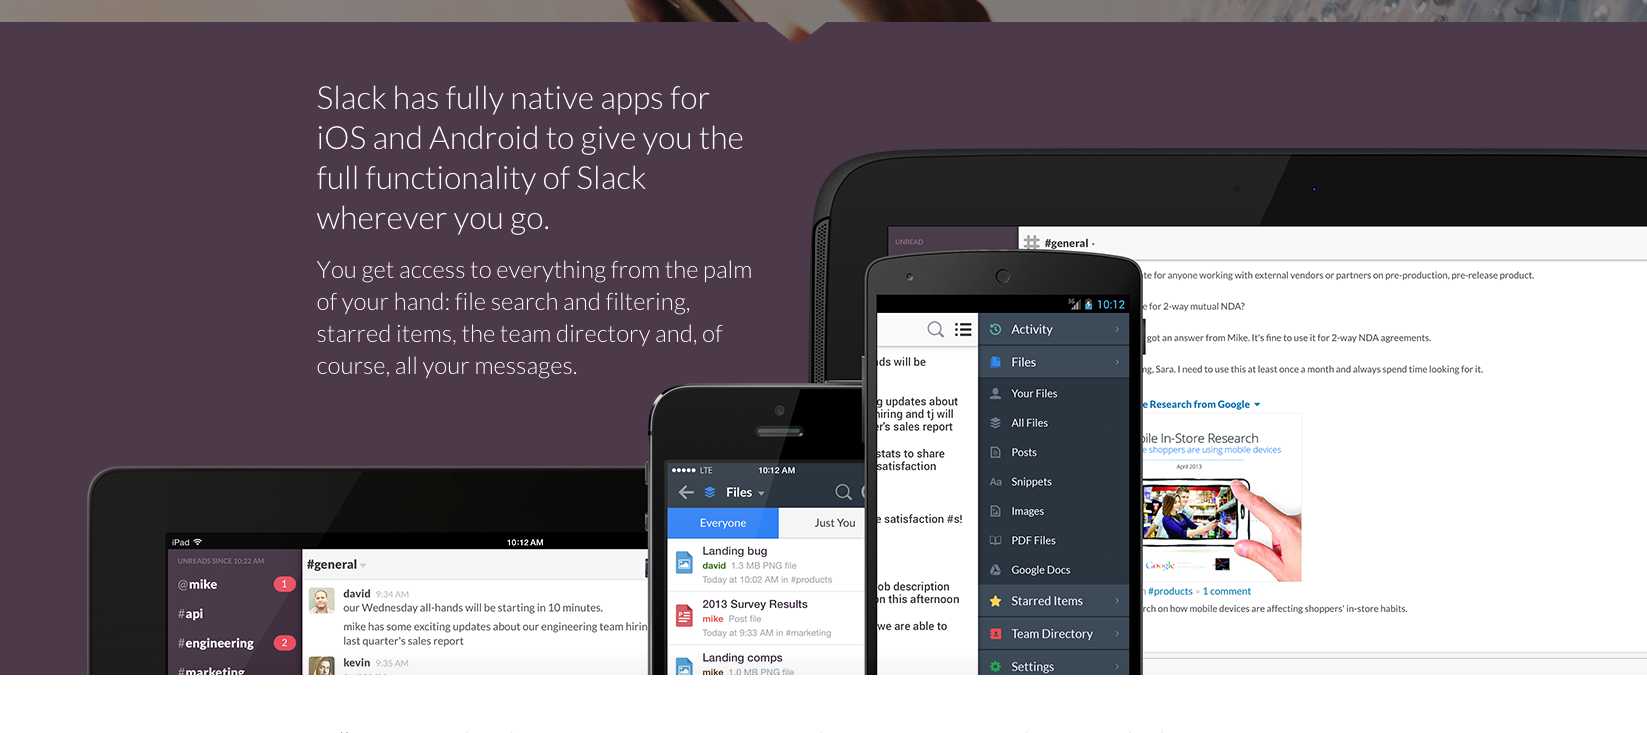 Slack has fully native apps for
iOS and Android to give you the
full functionality of Slack
wherever you go.
You get access to everything from the palm
of your hand: file search and filtering,
starred items, the team directory and, of
course, all your messages.
iPad
10:12 AM
UNREADS SINCE 10:22 AM
@mike 1
#api
#engineering 2
#marketing
#general
david 9:34 AM
our Wednesday all-hands will be starting in 10 minutes.
mike has some exciting updates about our engineering team hirin
last quarter's sales report
kevin 9:35 AM
LTE 10:12 AM
Files
Everyone Just You
Landing bug
david 1.3 MB PNG file
Today at 10:02 AM in #products
2013 Survey Results
mike Post file
Today at 9:33 AM in #marketing
Landing comps
mike 1.0 MB PNG file
3G 10:12
nds will be
g updates about
hiring and tj will
er's sales report
stats to share
satisfaction
e satisfaction #s!
ob description
on this afternoon
we are able to
Activity
Files
Your Files
All Files
Posts
Aa Snippets
Images
PDF Files
Google Docs
Starred Items
Team Directory
Settings
UNREAD
#general
te for anyone working with external vendors or partners on pre-production, pre-release product.
e for 2-way mutual NDA?
got an answer from Mike. It's fine to use it for 2-way NDA agreements.
ng, Sara. I need to use this at least once a month and always spend time looking for it.
e Research from Google
bile In-Store Research
e shoppers are using mobile devices
April 2013
Google
n #products • 1 comment
rch on how mobile devices are affecting shoppers' in-store habits.